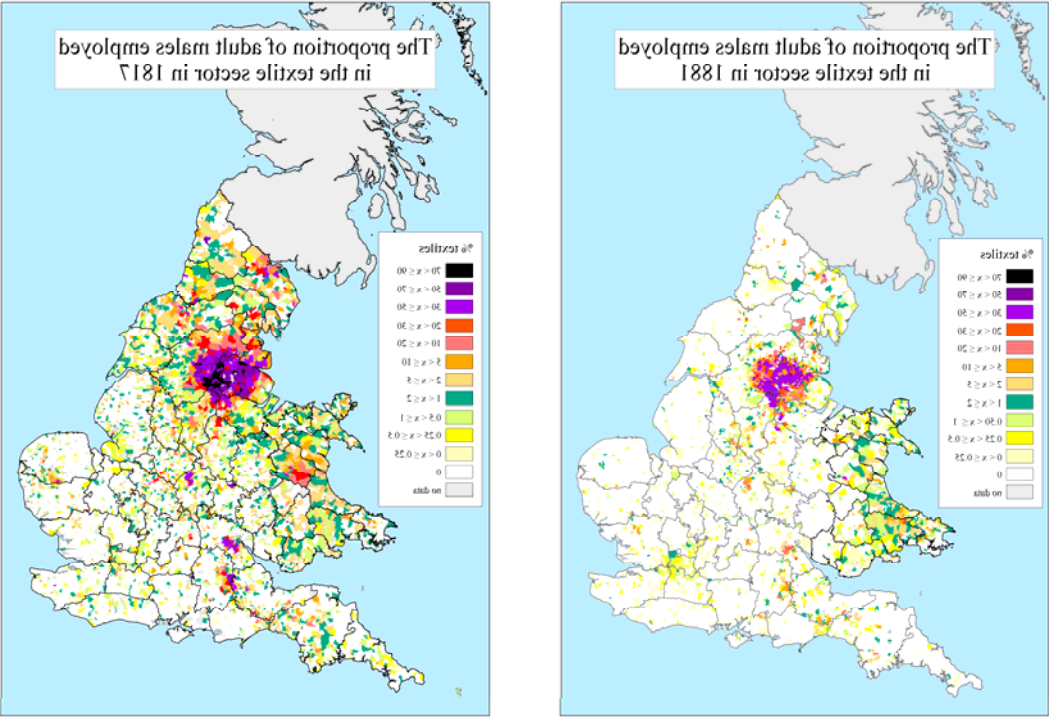 The proportion of adult males employed
in the textile sector in 1817
% textiles
70 < x ≤ 90
50 < x ≤ 70
30 < x ≤ 50
20 < x ≤ 30
10 < x ≤ 20
5 < x ≤ 10
2 < x ≤ 5
1 < x ≤ 2
0.5 < x ≤ 1
0.25 < x ≤ 0.5
0 < x ≤ 0.25
0
no data
The proportion of adult males employed
in the textile sector in 1881
% textiles
70 < x ≤ 90
50 < x ≤ 70
30 < x ≤ 50
20 < x ≤ 30
10 < x ≤ 20
5 < x ≤ 10
2 < x ≤ 5
1 < x ≤ 2
0.50 < x ≤ 1
0.25 < x ≤ 0.5
0 < x ≤ 0.25
0
no data